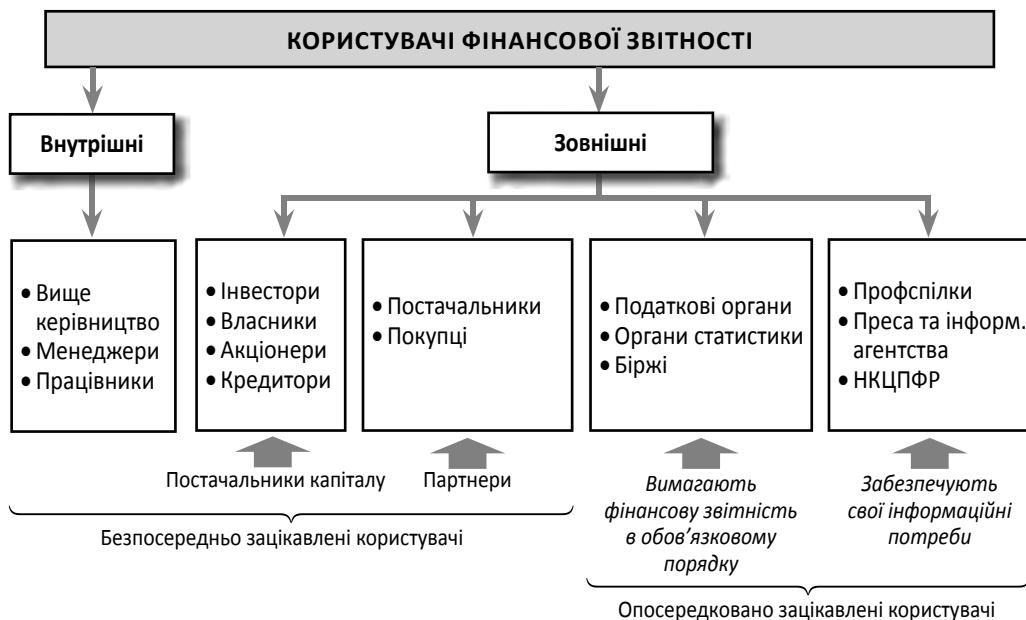 КОРИСТУВАЧІ ФІНАНСОВОЇ ЗВІТНОСТІ
Внутрішні
Зовнішні
• Вище
керівництво
• Менеджери
• Працівники
• Інвестори
• Власники
• Акціонери
• Кредитори
• Постачальники
• Покупці
• Податкові органи
• Органи статистики
• Біржі
• Профспілки
• Преса та інформ.
агентства
• НКЦПФР
Постачальники капіталу
Партнери
Вимагають
фінансову звітність
в обов’язковому
порядку
Забезпечують
свої інформаційні
потреби
Безпосередньо зацікавлені користувачі
Опосередковано зацікавлені користувачі